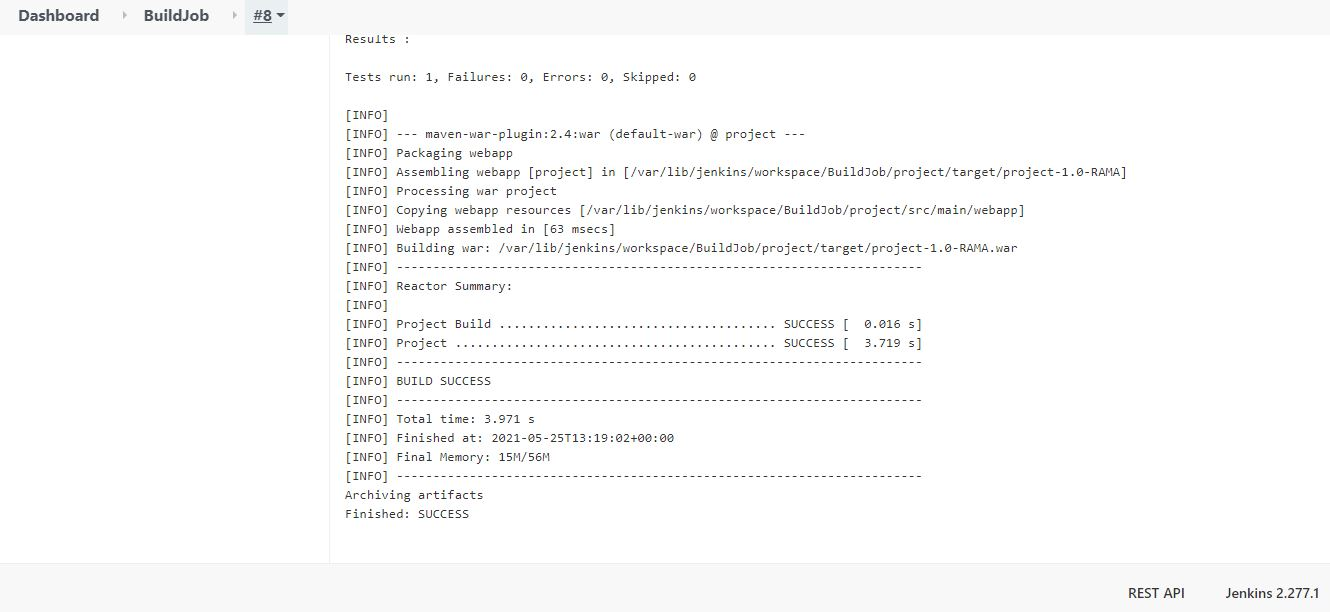 Dashboard BuildJob #8
Results :
Tests run: 1, Failures: 0, Errors: 0, Skipped: 0
[INFO]
[INFO] --- maven-war-plugin:2.4:war (default-war) @ project ---
[INFO] Packaging webapp
[INFO] Assembling webapp [project] in [/var/lib/jenkins/workspace/BuildJob/project/target/project-1.0-RAMA]
[INFO] Processing war project
[INFO] Copying webapp resources [/var/lib/jenkins/workspace/BuildJob/project/src/main/webapp]
[INFO] Webapp assembled in [63 msecs]
[INFO] Building war: /var/lib/jenkins/workspace/BuildJob/project/target/project-1.0-RAMA.war
[INFO] ------------------------------------------------------------------------
[INFO] Reactor Summary:
[INFO]
[INFO] Project Build ...................................... SUCCESS [  0.016 s]
[INFO] Project ............................................ SUCCESS [  3.719 s]
[INFO] ------------------------------------------------------------------------
[INFO] BUILD SUCCESS
[INFO] ------------------------------------------------------------------------
[INFO] Total time: 3.971 s
[INFO] Finished at: 2021-05-25T13:19:02+00:00
[INFO] Final Memory: 15M/56M
[INFO] ------------------------------------------------------------------------
Archiving artifacts
Finished: SUCCESS
REST API Jenkins 2.277.1